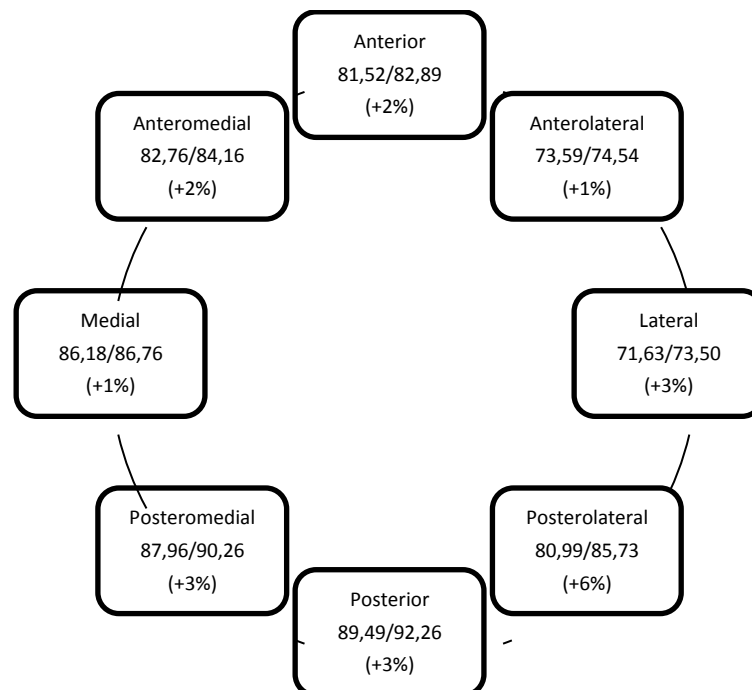 Anterior
81,52/82,89
(+2%)
Anteromedial
82,76/84,16
(+2%)
Anterolateral
73,59/74,54
(+1%)
Medial
86,18/86,76
(+1%)
Lateral
71,63/73,50
(+3%)
Posteromedial
87,96/90,26
(+3%)
Posterolateral
80,99/85,73
(+6%)
Posterior
89,49/92,26
(+3%)